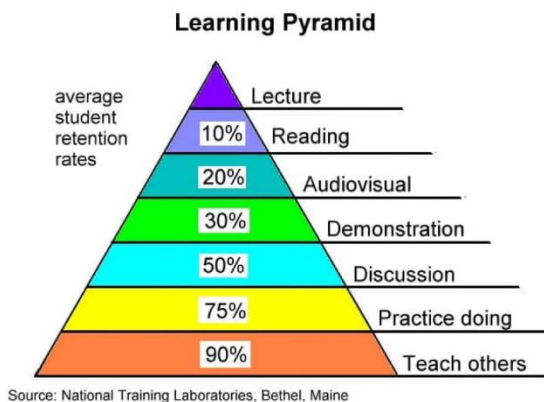 Learning Pyramid
average
student
retention
rates
Lecture
10% Reading
20% Audiovisual
30% Demonstration
50% Discussion
75% Practice doing
90% Teach others
Source: National Training Laboratories, Bethel, Maine